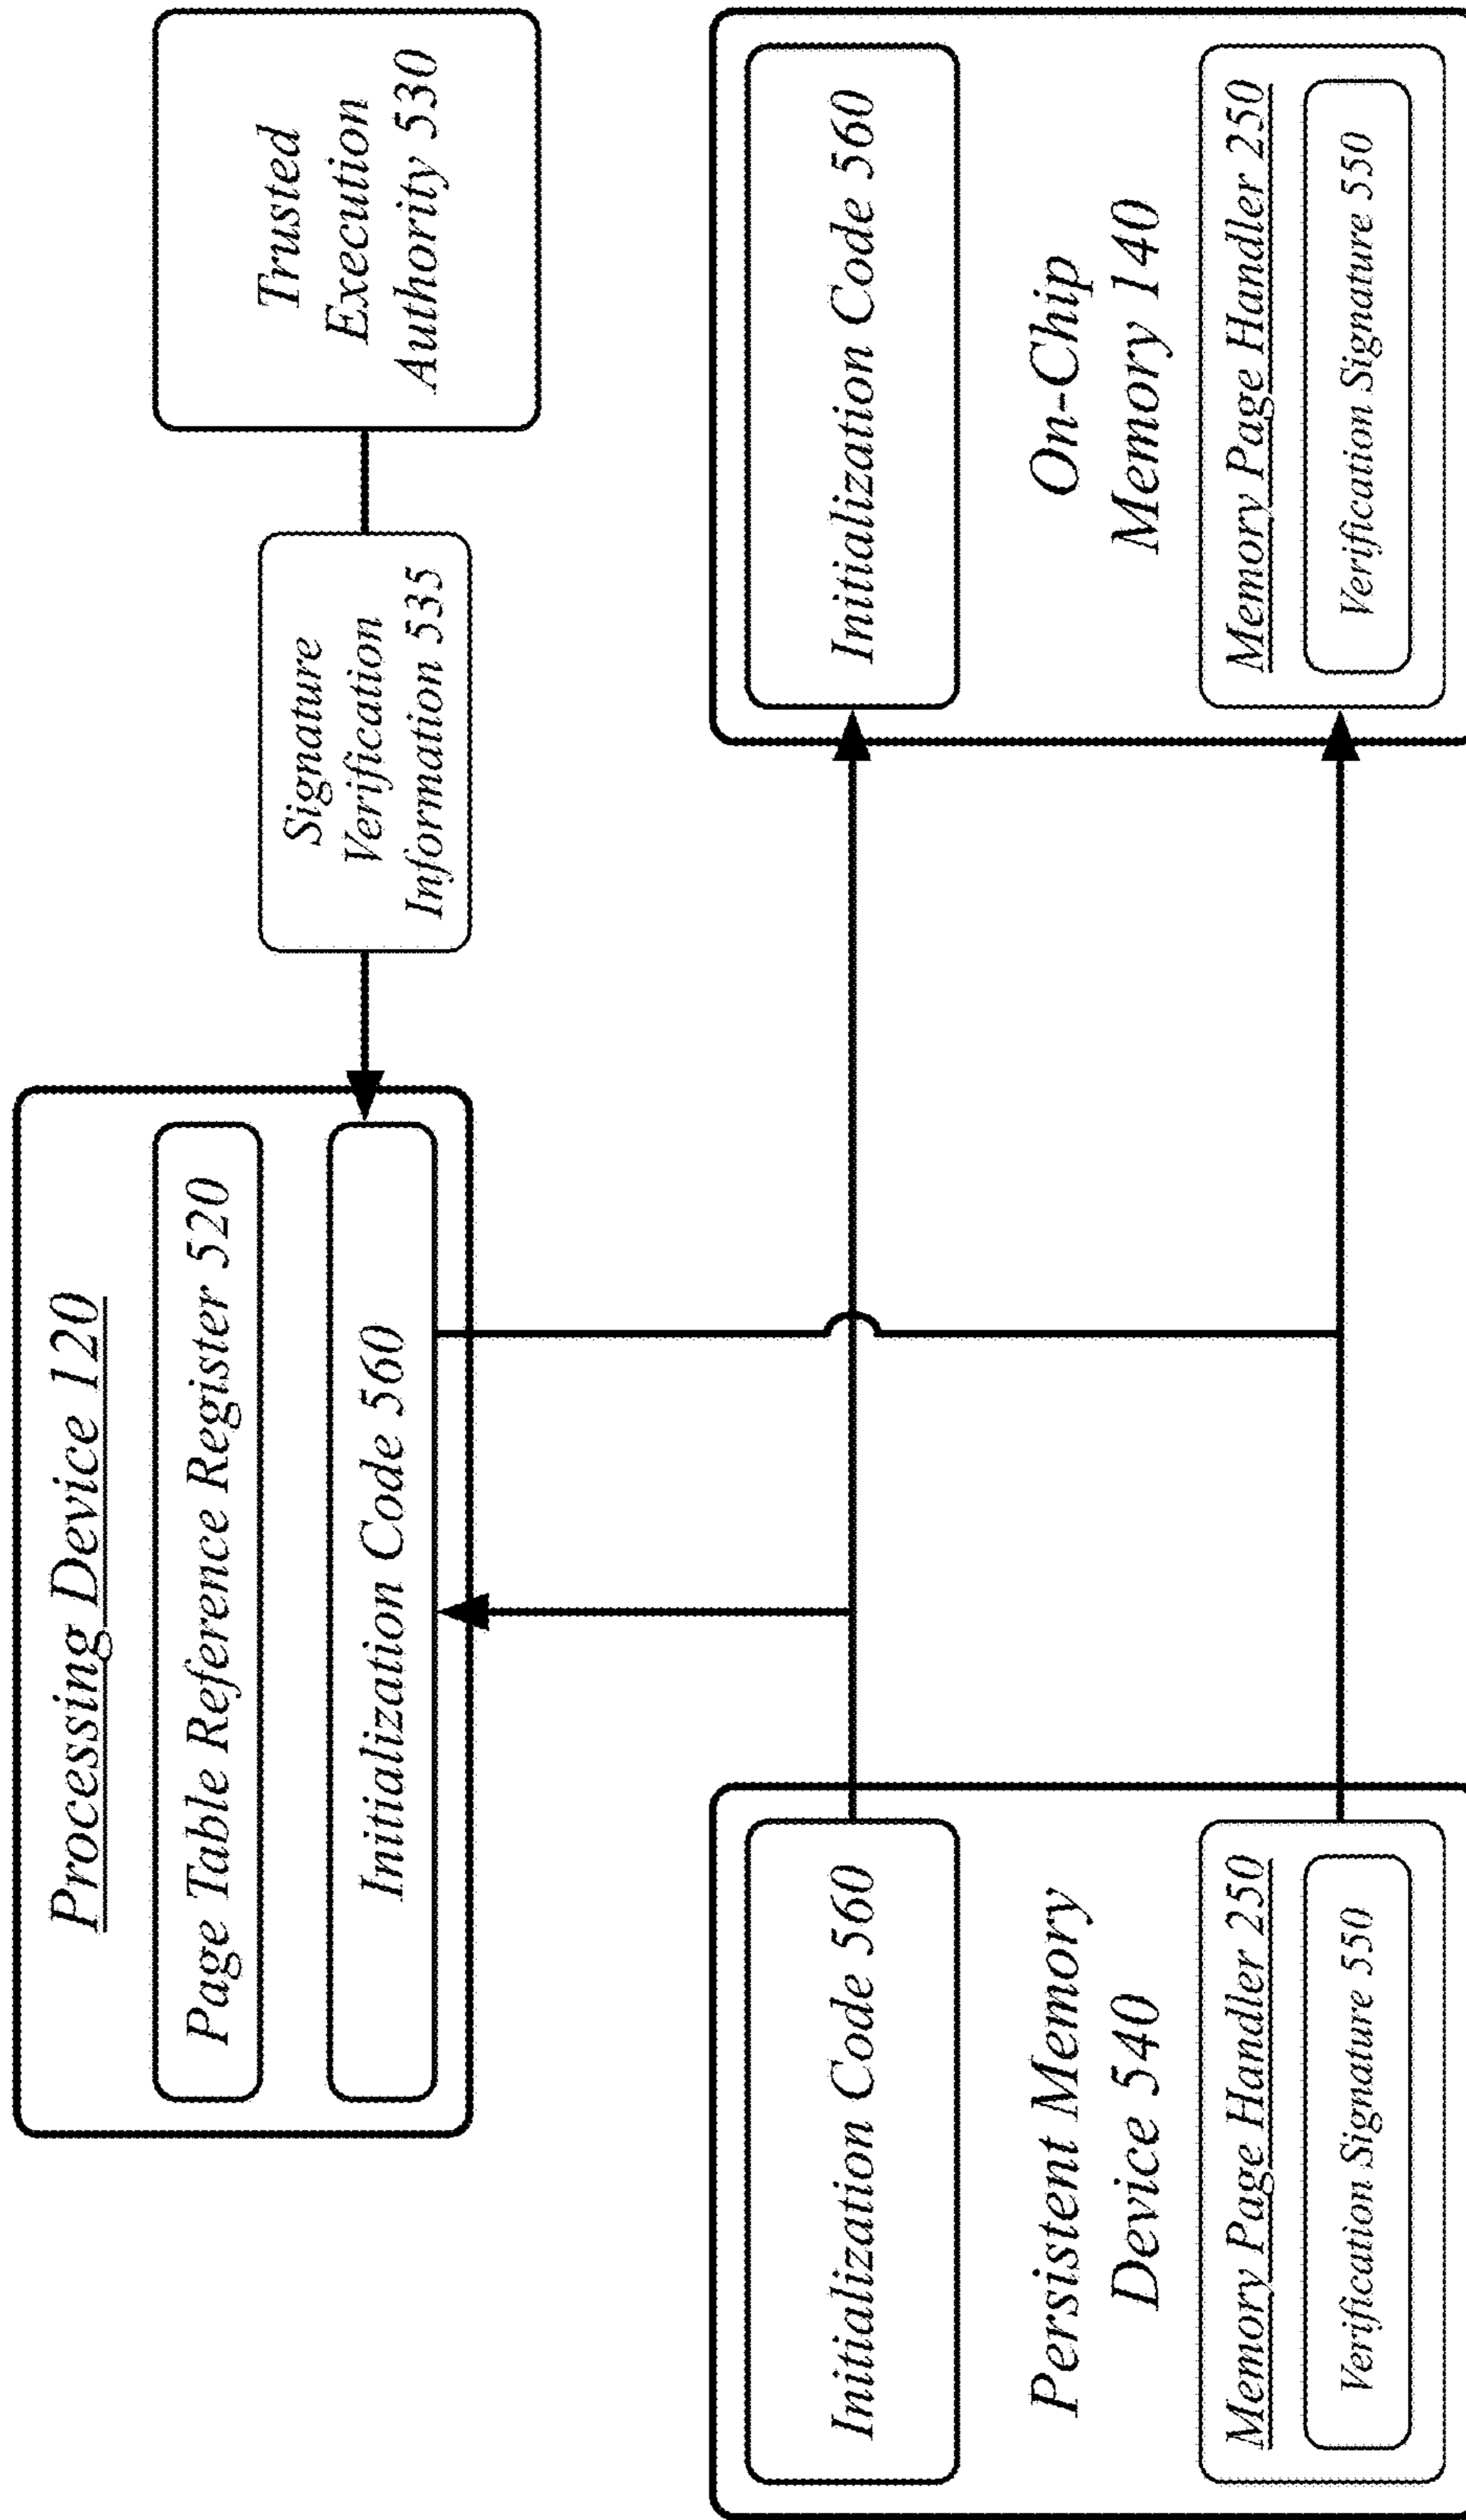 Processing Device 120
Page Table Reference Register 520
Initialization Code 560
Signature
Verification
Information 535
Trusted
Execution
Authority 530
Initialization Code 560
Persistent Memory
Device 540
Memory Page Handler 250
Verification Signature 550
Initialization Code 560
On-Chip
Memory 140
Memory Page Handler 250
Verification Signature 550